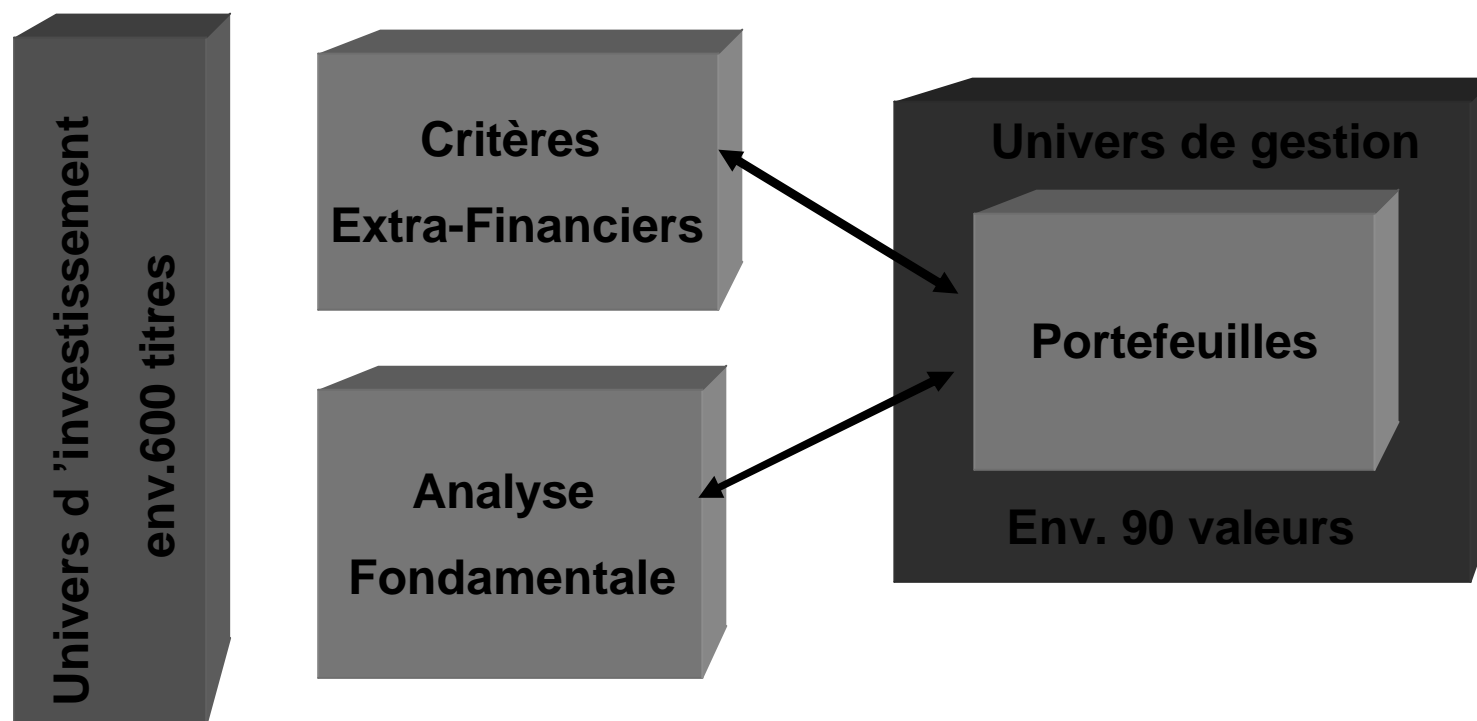 Univers d ’investissement
env.600 titres
Critères
Extra-Financiers
Analyse
Fondamentale
Univers de gestion
Portefeuilles
Env. 90 valeurs